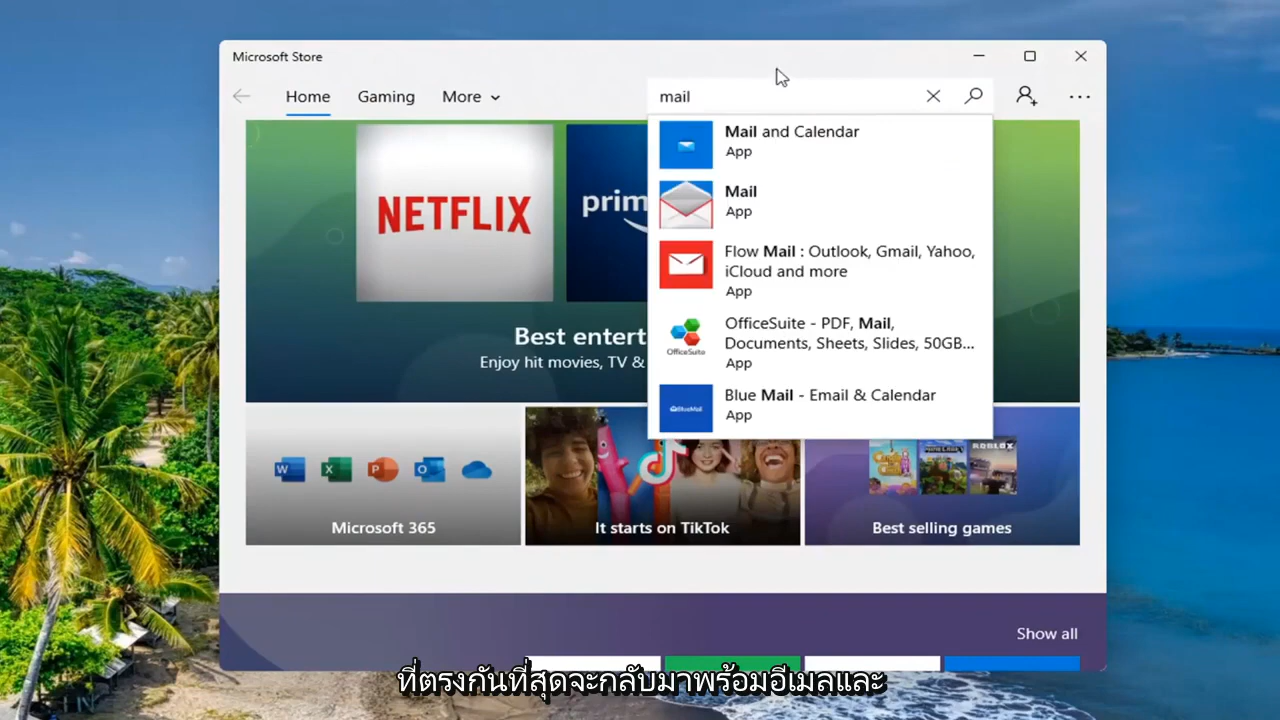 Microsoft Store
Home
Gaming
More
mail
Mail and Calendar
App
Mail
App
Flow Mail : Outlook, Gmail, Yahoo,
iCloud and more
App
OfficeSuite - PDF, Mail,
Documents, Sheets, Slides, 50GB...
App
OfficeSuite
Blue Mail - Email & Calendar
App
BlueMail
NETFLIX
prim
Best entert
Enjoy hit movies, TV &
W
X
P
O
Microsoft 365
It starts on TikTok
ROBLOX
Best selling games
Show all
ที่ตรงกันที่สุดจะกลับมาพร้อมอีเมลและ